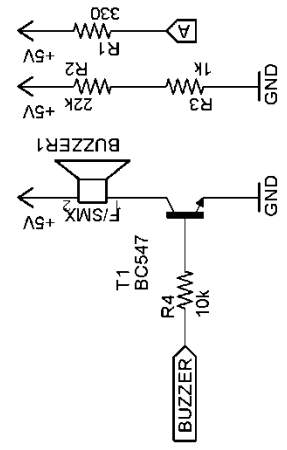 330
R1
+5V
A
R2
1k
22k
R3
+5V
GND
BUZZER1
F/SMX
2
1
+5V
GND
T1
BC547
R4
10k
BUZZER